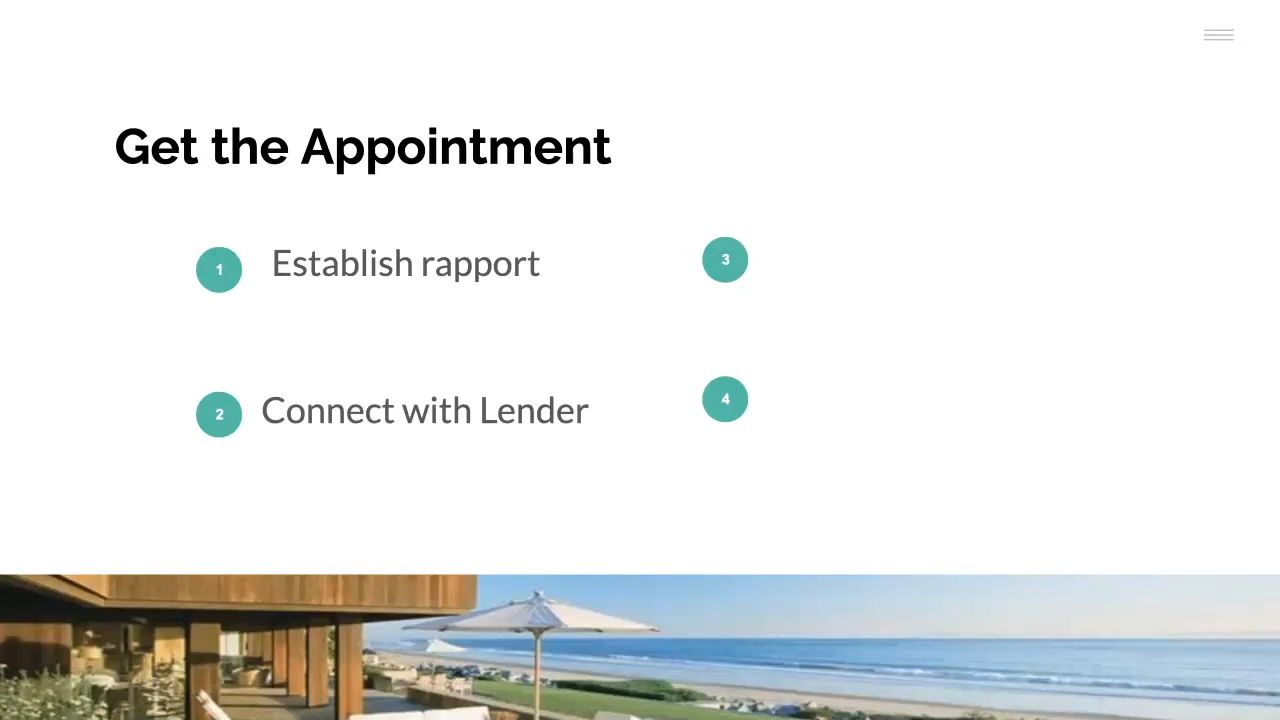 Get the Appointment
1 Establish rapport
2 Connect with Lender
3
4